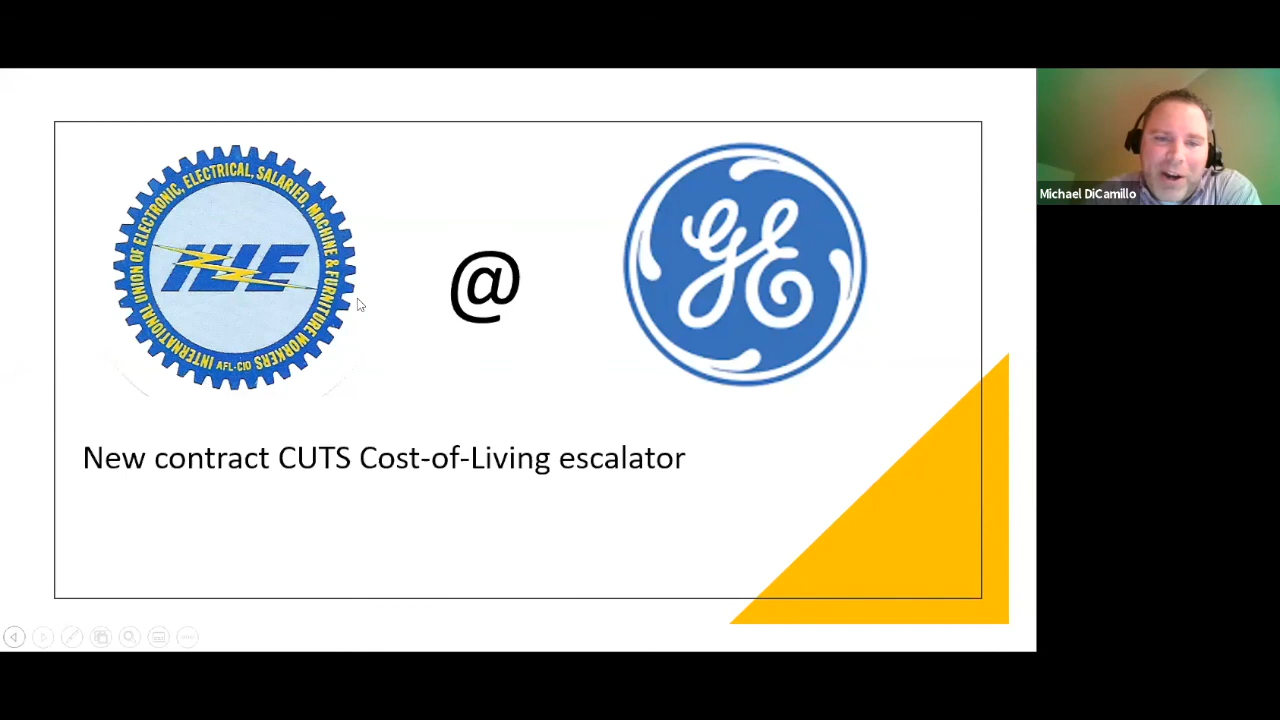 INTERNATIONAL UNION OF ELECTRONIC, ELECTRICAL, SALARIED, MACHINE & FURNITURE WORKERS
IUE
AFL-CIO
@
GE
Michael DiCamillo
New contract CUTS Cost-of-Living escalator